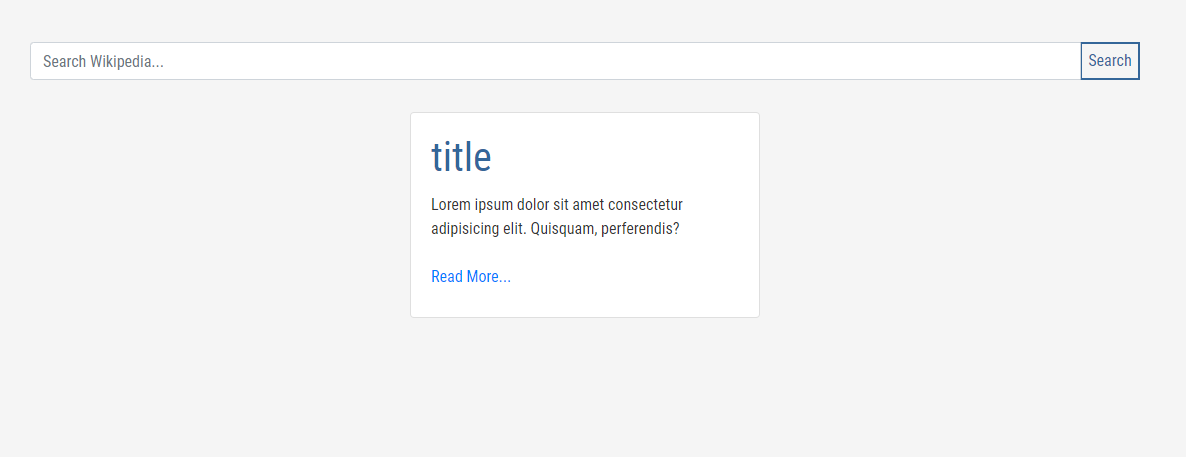 Search Wikipedia...
Search
title
Lorem ipsum dolor sit amet consectetur
adipisicing elit. Quisquam, perferendis?
Read More...